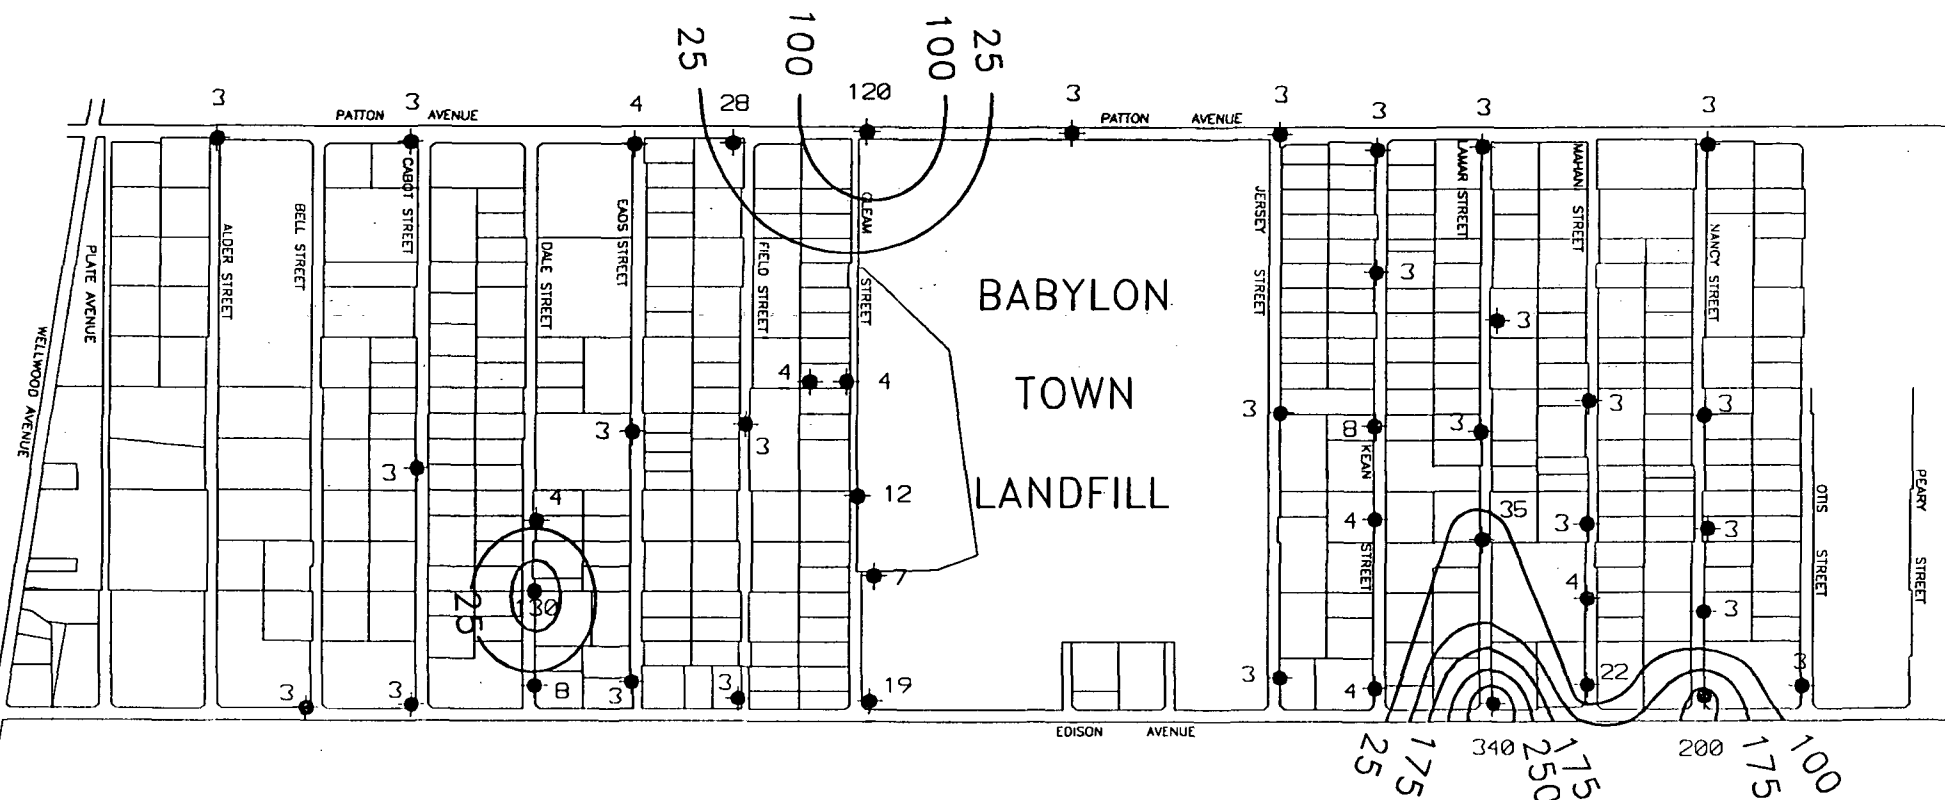 25
100
100
25
3
3
4
28
120
3
3
3
3
3
PATTON AVENUE
PATTON AVENUE
WELLWOOD AVENUE
PLATE AVENUE
ALDER STREET
BELL STREET
CABOT STREET
DALE STREET
EADS STREET
FIELD STREET
GLEAM STREET
BABYLON
TOWN
LANDFILL
JERSEY STREET
KEAN STREET
LAMAR STREET
MAHAN STREET
NANCY STREET
OTIS STREET
PEARY STREET
3
3
4
4
3
3
3
8
3
3
3
3
4
12
4
35
3
3
7
25
130
4
3
3
3
8
3
3
19
3
4
22
3
EDISON AVENUE
25
175
340
250
175
200
175
100